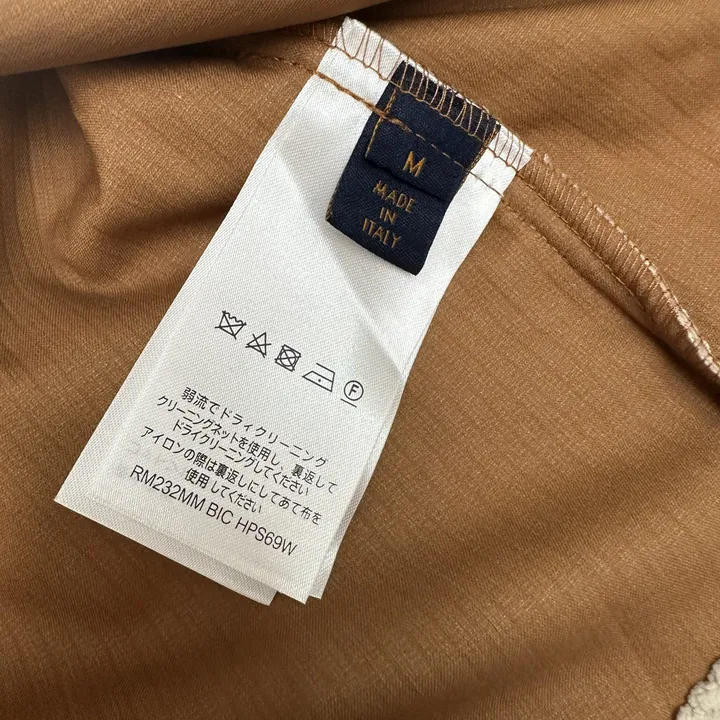 M
MADE
IN
ITALY
F
弱流でドライクリーニング
クリーニングネットを使用し、裏返して
ドライクリーニングしてください
アイロンの際は裏返しにしてあて布を
使用してください
RM232MM BIC HPS69W